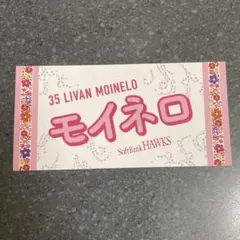 35 LIVAN MOINELO
モイネロ
SoftBank HAWKS